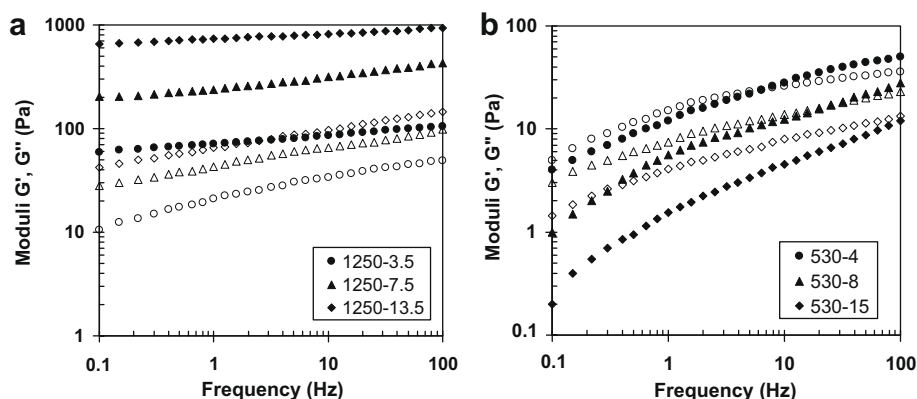 a
1000
100
10
1
Moduli G', G" (Pa)
1250-3.5
1250-7.5
1250-13.5
0.1 1 10 100
Frequency (Hz)
b
100
10
1
0.1
Moduli G', G" (Pa)
530-4
530-8
530-15
0.1 1 10 100
Frequency (Hz)